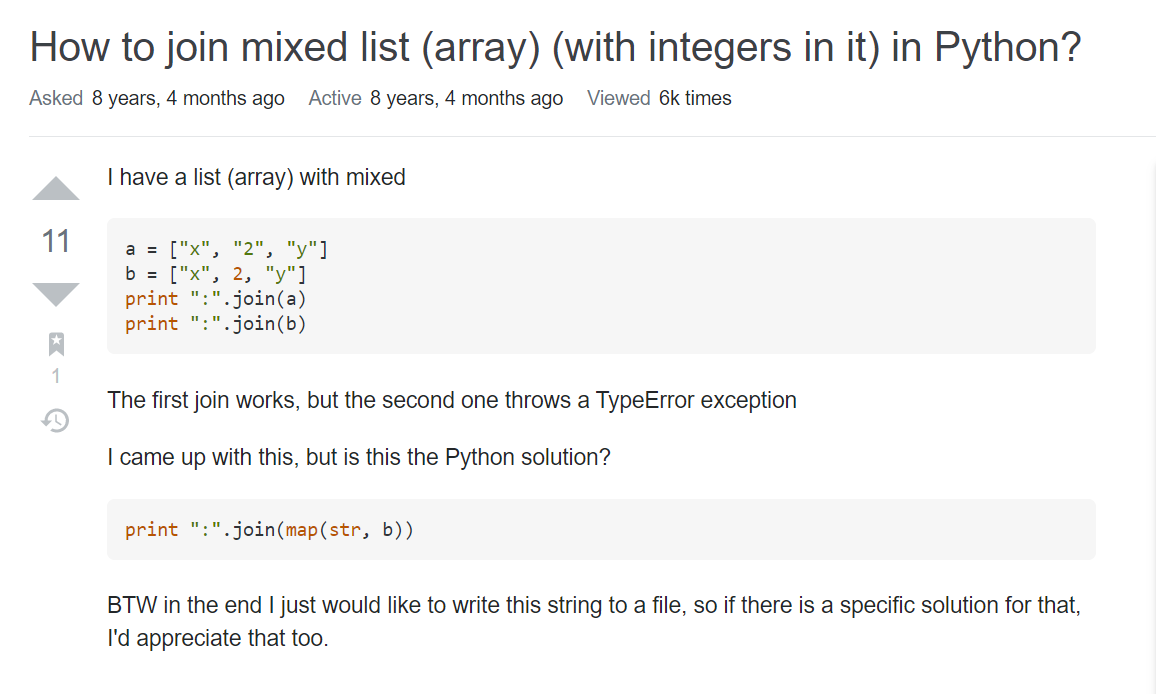 How to join mixed list (array) (with integers in it) in Python?
Asked 8 years, 4 months ago Active 8 years, 4 months ago Viewed 6k times
I have a list (array) with mixed
11
a = ["x", "2", "y"]
b = ["x", 2, "y"]
print ":".join(a)
print ":".join(b)
1
The first join works, but the second one throws a TypeError exception
I came up with this, but is this the Python solution?
print ":".join(map(str, b))
BTW in the end I just would like to write this string to a file, so if there is a specific solution for that,
I'd appreciate that too.